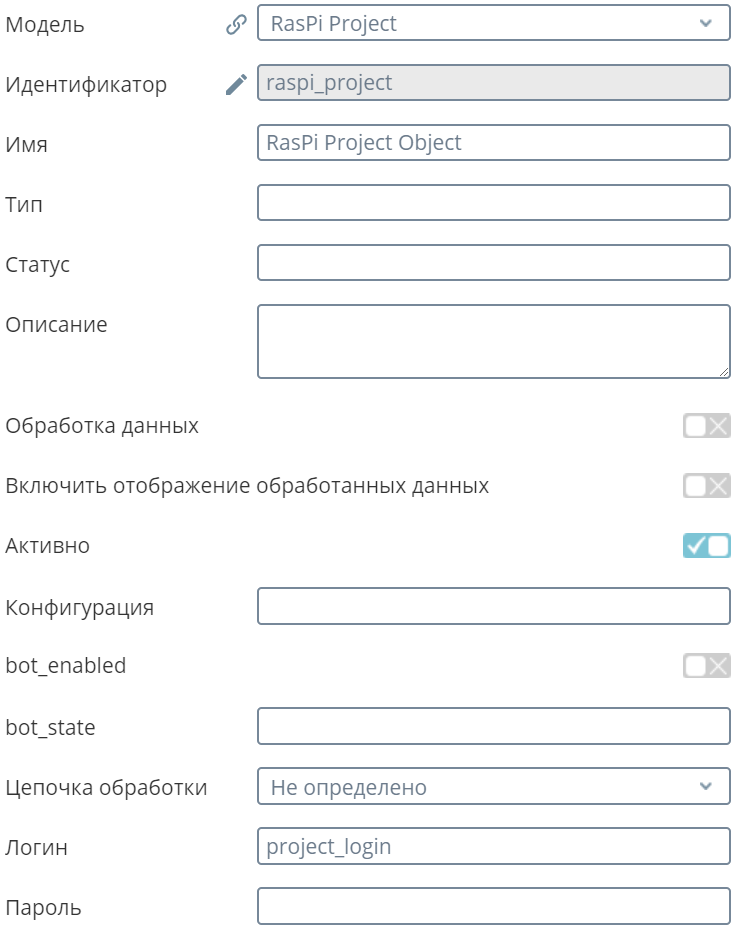 Модель RasPi Project
Идентификатор raspi_project
Имя RasPi Project Object
Тип
Статус
Описание
Обработка данных
Включить отображение обработанных данных
Активно
Конфигурация
bot_enabled
bot_state
Цепочка обработки Не определено
Логин project_login
Пароль